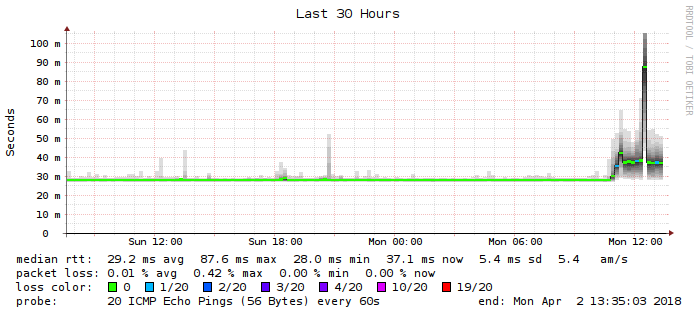 Last 30 Hours
RRDTOOL / TOBI OETIKER
Seconds
100 m
90 m
80 m
70 m
60 m
50 m
40 m
30 m
20 m
10 m
0
Sun 12:00 Sun 18:00 Mon 00:00 Mon 06:00 Mon 12:00
median rtt: 29.2 ms avg 87.6 ms max 28.0 ms min 37.1 ms now 5.4 ms sd 5.4 am/s
packet loss: 0.01 % avg 0.42 % max 0.00 % min 0.00 % now
loss color: 0 1/20 2/20 3/20 4/20 10/20 19/20
probe: 20 ICMP Echo Pings (56 Bytes) every 60s end: Mon Apr 2 13:35:03 2018